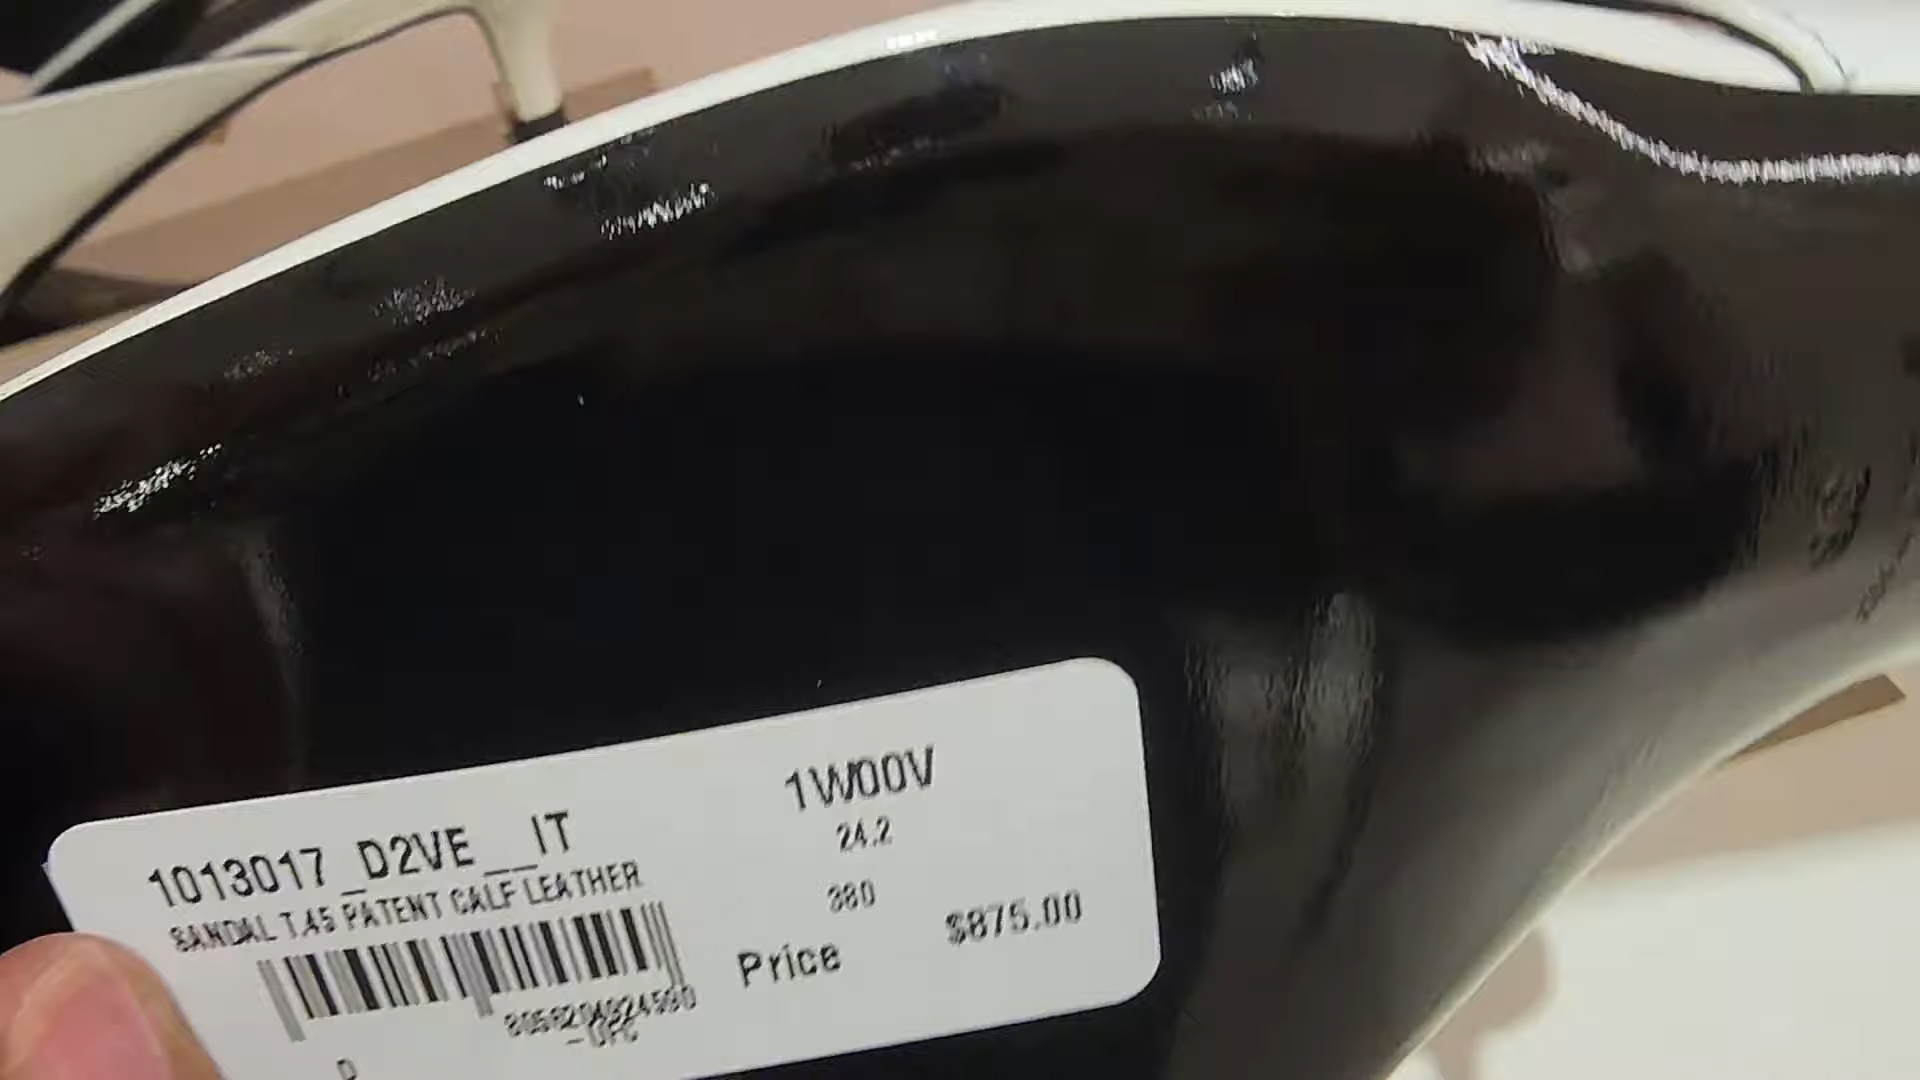 1013017_D2VE__IT
SANDAL T.45 PATENT CALF LEATHER
1W00V
24.2
380
Price $875.00